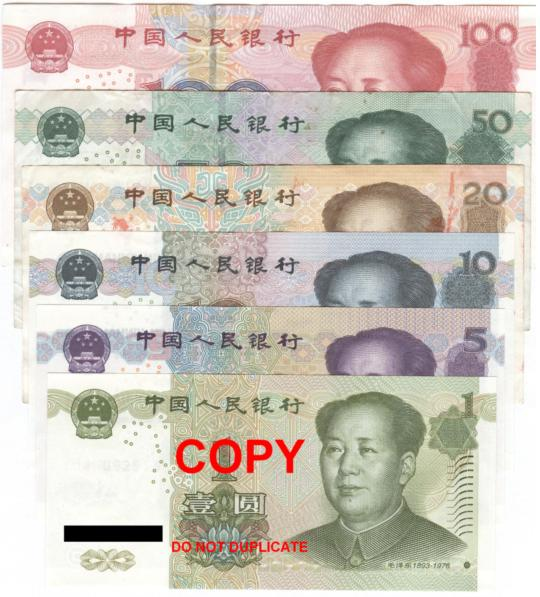 中国人民银行 100
中国人民银行 50
中国人民银行 20
中国人民银行 10
中国人民银行 5
中国人民银行 1
COPY
壹圆
DO NOT DUPLICATE
毛泽东1893-1976